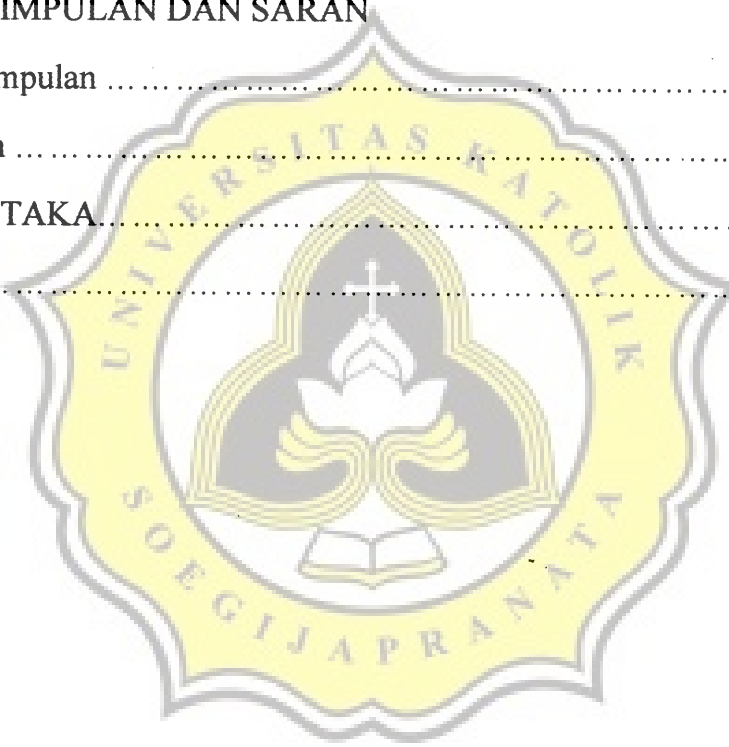 IMPULAN DAN SARAN
mpulan ................................................................
n ................................................................
TAKA................................................................
................................................................
UNIVERSITAS KATOLIK
SOEGIJAPRANATA